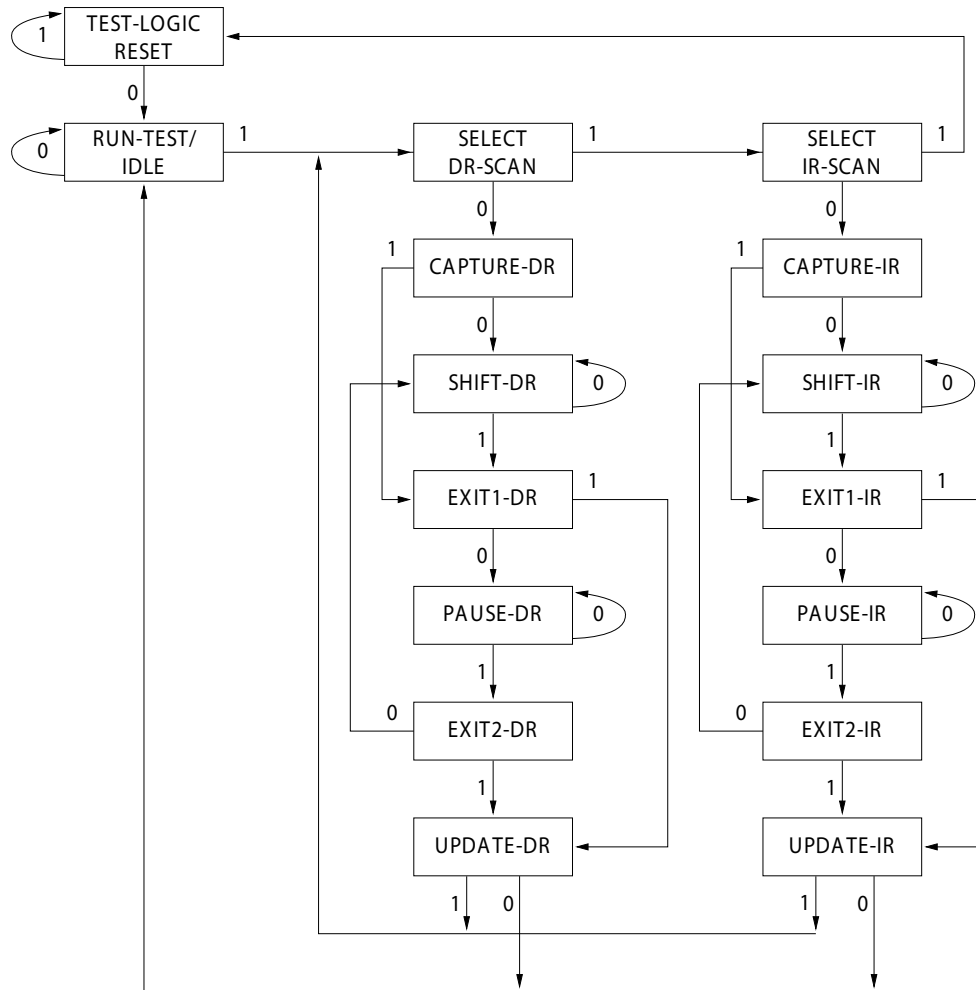 TEST-LOGIC
RESET
1
0
RUN-TEST/
IDLE
0
1
SELECT
DR-SCAN
1
SELECT
IR-SCAN
1
0
0
1
CAPTURE-DR
1
CAPTURE-IR
0
0
SHIFT-DR
0
SHIFT-IR
0
1
1
EXIT1-DR
1
EXIT1-IR
1
0
0
PAUSE-DR
0
PAUSE-IR
0
1
1
0
EXIT2-DR
0
EXIT2-IR
1
1
UPDATE-DR
UPDATE-IR
1
0
1
0